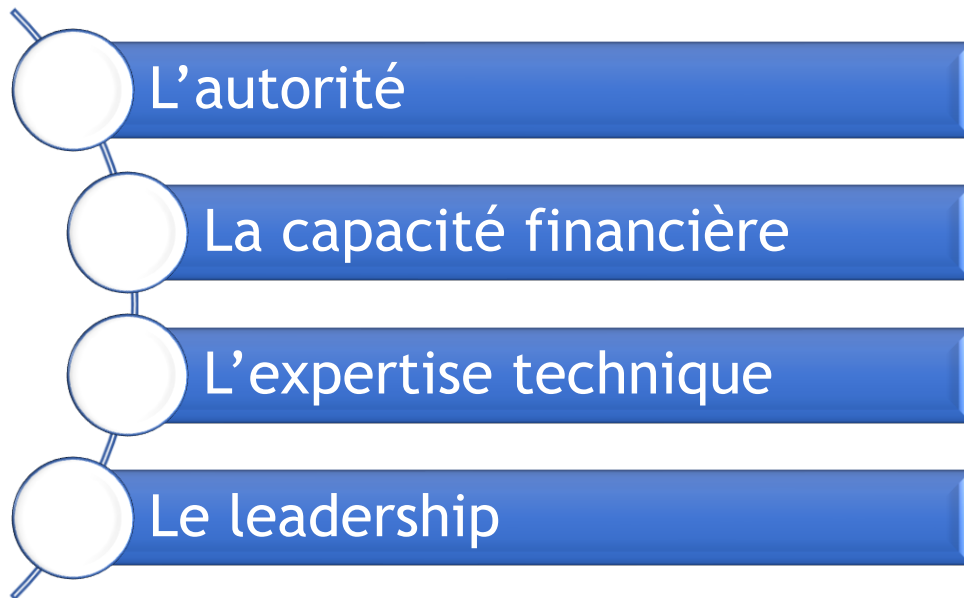 L’autorité
La capacité financière
L’expertise technique
Le leadership